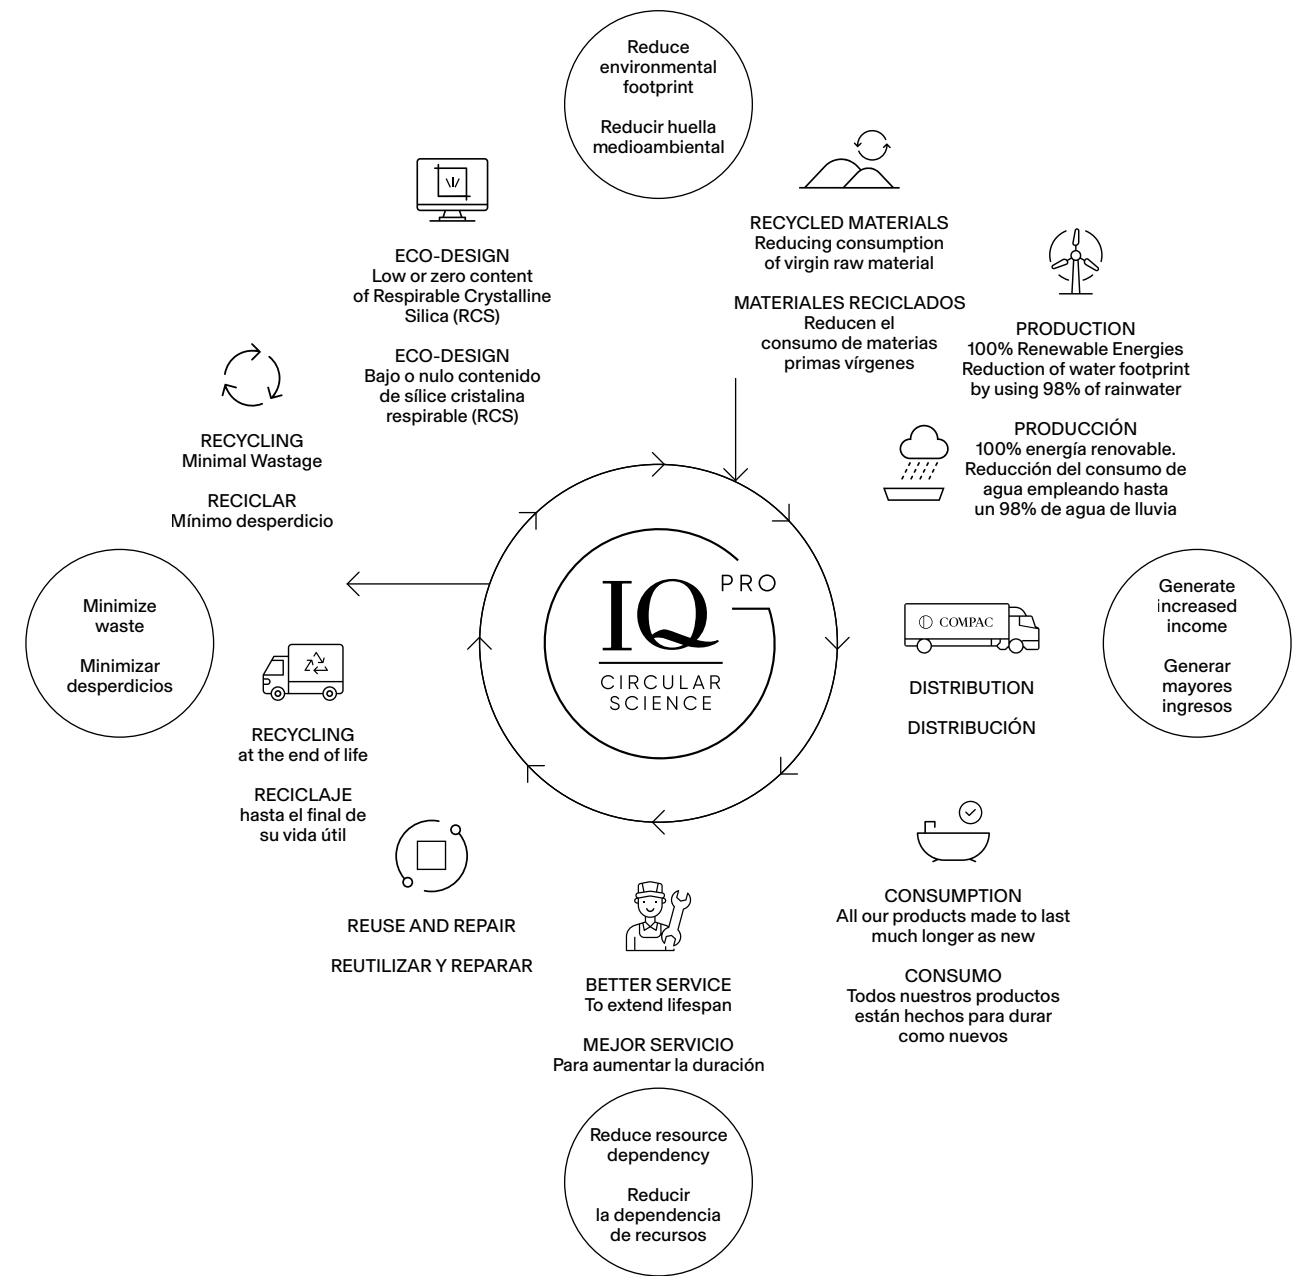 Reduce
environmental
footprint
Reducir huella
medioambiental
RECYCLED MATERIALS
Reducing consumption
of virgin raw material
MATERIALES RECICLADOS
Reducen el
consumo de materias
primas vírgenes
PRODUCTION
100% Renewable Energies
Reduction of water footprint
by using 98% of rainwater
PRODUCCIÓN
100% energía renovable.
Reducción del consumo de
agua empleando hasta
un 98% de agua de lluvia
Generate
increased
income
Generar
mayores
ingresos
COMPAC
DISTRIBUTION
DISTRIBUCIÓN
CONSUMPTION
All our products made to last
much longer as new
CONSUMO
Todos nuestros productos
están hechos para durar
como nuevos
BETTER SERVICE
To extend lifespan
MEJOR SERVICIO
Para aumentar la duración
Reduce resource
dependency
Reducir
la dependencia
de recursos
REUSE AND REPAIR
REUTILIZAR Y REPARAR
RECYCLING
at the end of life
RECICLAJE
hasta el final de
su vida útil
Minimize
waste
Minimizar
desperdicios
RECYCLING
Minimal Wastage
RECICLAR
Mínimo desperdicio
ECO-DESIGN
Low or zero content
of Respirable Crystalline
Silica (RCS)
ECO-DESIGN
Bajo o nulo contenido
de sílice cristalina
respirable (RCS)
IQ PRO
CIRCULAR
SCIENCE